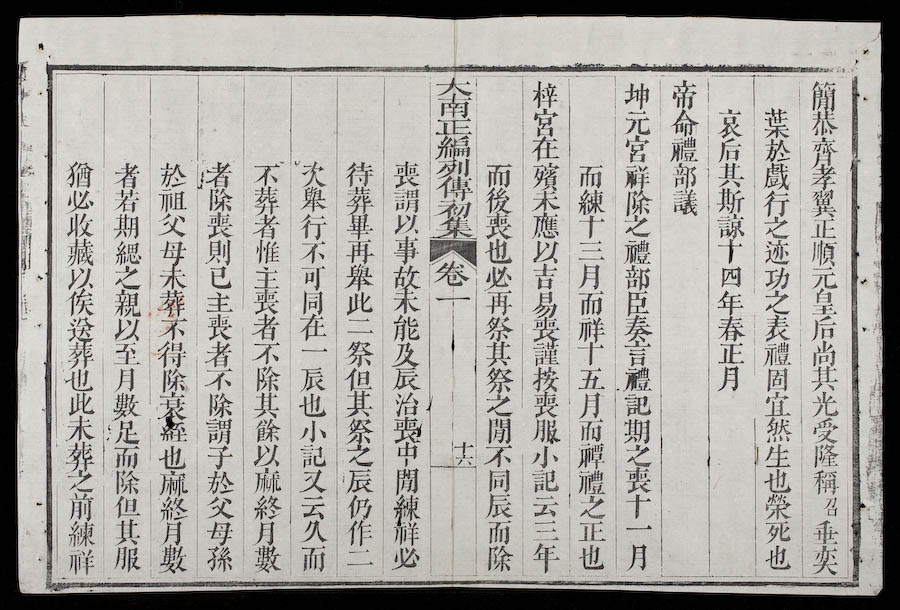 簡恭齊孝翼正順元皇后尚其光受隆稱垂奕
葉於戲行之迹功之表禮固宜然生也榮死也
哀后其斯諒十四年春正月
帝命禮部議
坤元宮祥除之禮部臣奏言禮記期之喪十一月
而練十三月而祥十五月而禫禮之正也
梓宮在殯未應以吉易喪謹按喪服小記云三年
而後喪也必再祭其祭之間不同辰而除
大南正編列傳初集 卷一 十六
喪謂以事故未能及辰治喪中間練祥必
待葬畢再舉此二祭但其祭之辰仍作二
次舉行不可同在一辰也小記又云久而
不葬者惟主喪者不除其餘以麻終月數
者除喪則已主喪者不除謂子於父母孫
於祖父母未葬不得除衰絰也麻終月數
者若期緦之親以至月數足而除但其服
猶必收藏以俟送葬也此未葬之前練祥